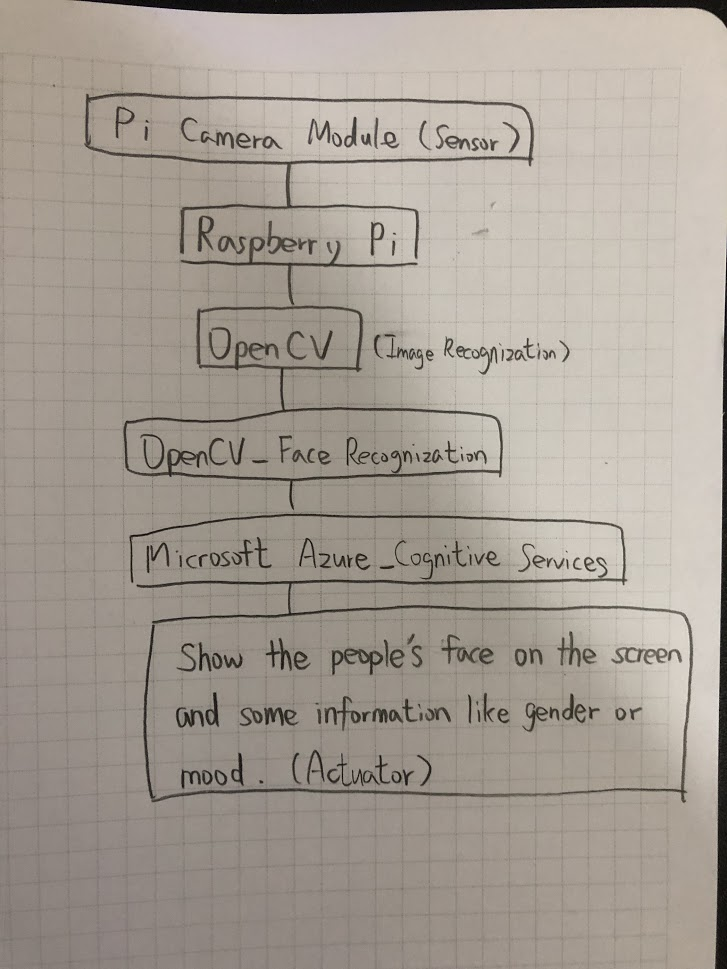 Pi Camera Module (Sensor)
Raspberry Pi
OpenCV (Image Recognization)
OpenCV_Face Recognization
Microsoft Azure_Cognitive Services
Show the people's face on the screen
and some information like gender or
mood. (Actuator)